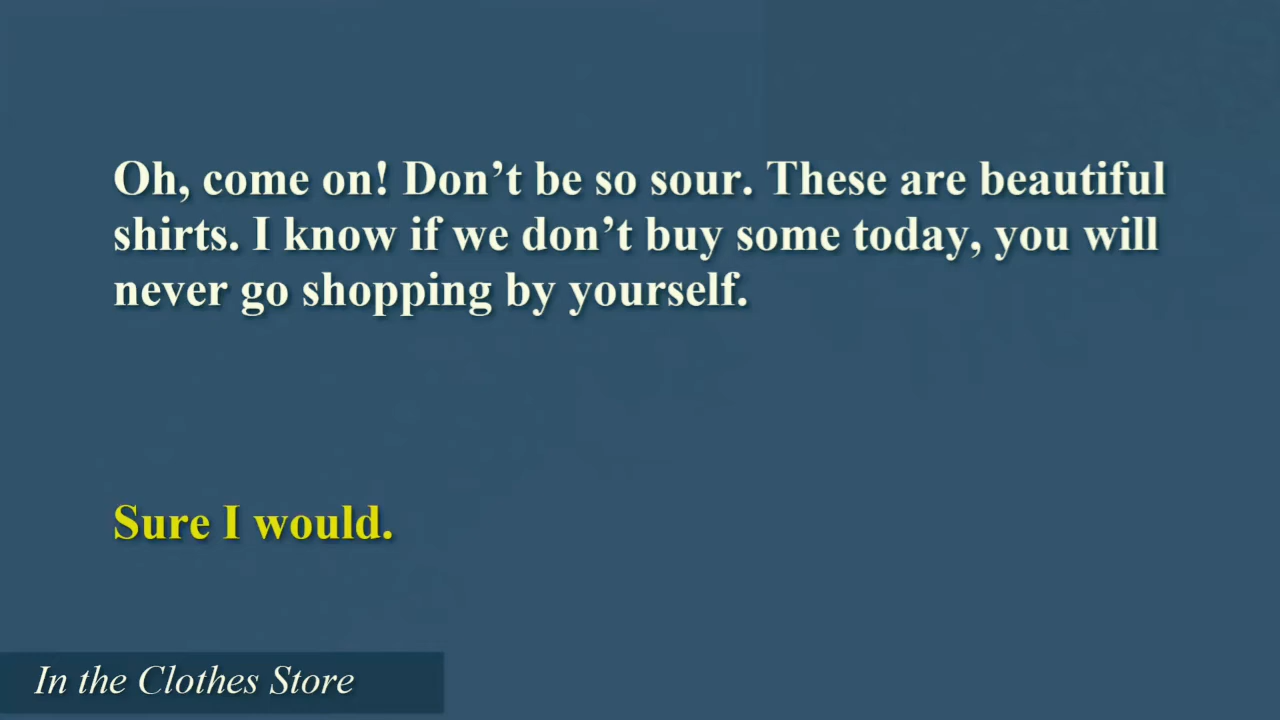 Oh, come on! Don’t be so sour. These are beautiful
shirts. I know if we don’t buy some today, you will
never go shopping by yourself.
Sure I would.
In the Clothes Store